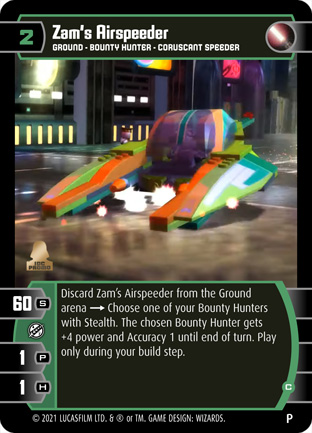 2
Zam's Airspeeder
GROUND - BOUNTY HUNTER - CORUSCANT SPEEDER
IDC
PROMO
60 S
Discard Zam's Airspeeder from the Ground
arena → Choose one of your Bounty Hunters
with Stealth. The chosen Bounty Hunter gets
+4 power and Accuracy 1 until end of turn. Play
only during your build step.
1 P
1 H
C
© 2021 LUCASFILM LTD. & ® or TM. GAME DESIGN: WIZARDS.
P